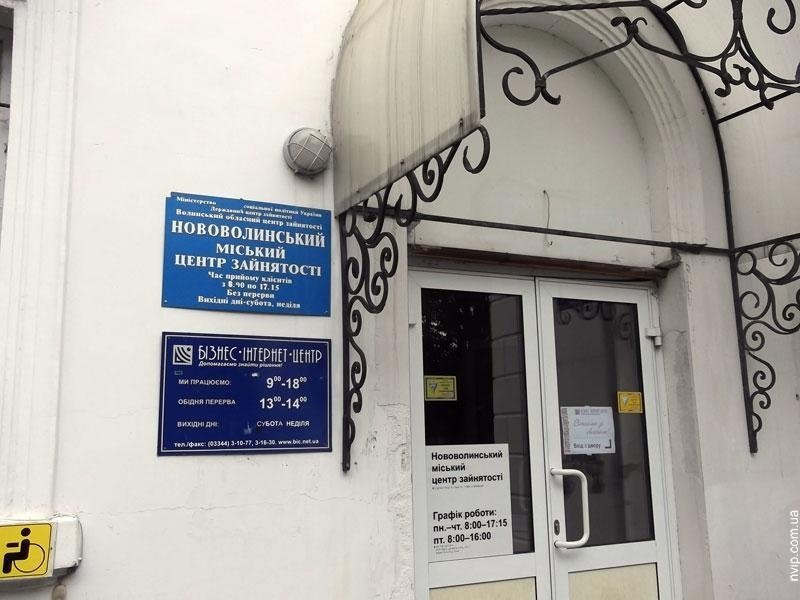 Міністерство соціальної політики України
Державний центр зайнятості
Волинський обласний центр зайнятості
НОВОВОЛИНСЬКИЙ
МІСЬКИЙ
ЦЕНТР ЗАЙНЯТОСТІ
Час прийому клієнтів
з 8.00 по 17.15
Без перерви
Вихідні дні-субота, неділя
БІЗНЕС·ІНТЕРНЕТ·ЦЕНТР
Допомагаємо знайти рішення!
МИ ПРАЦЮЄМО: 9⁰⁰-18⁰⁰
ОБІДНЯ ПЕРЕРВА 13⁰⁰-14⁰⁰
ВИХІДНІ ДНІ: СУБОТА НЕДІЛЯ
тел./факс: (03344) 3-10-77, 3-16-30. www.bic.net.ua
Нововолинський
міський
центр зайнятості
Графік роботи:
пн.–чт. 8:00–17:15
пт. 8:00–16:00
Вхід з двору
nvip.com.ua